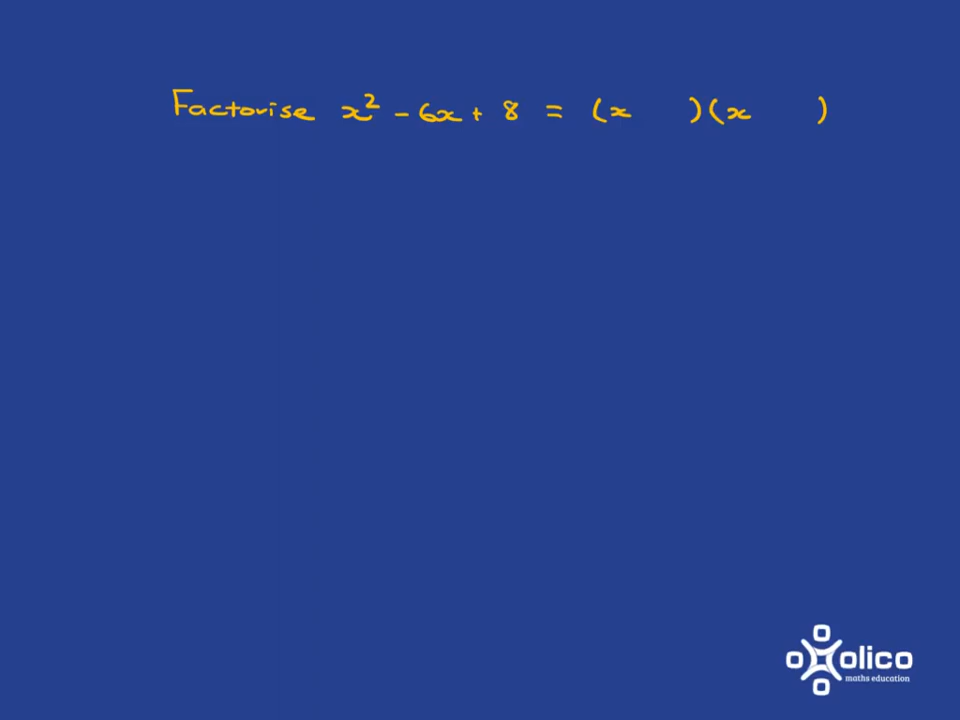 Factorise x² - 6x + 8 = (x )(x )
olico
maths education